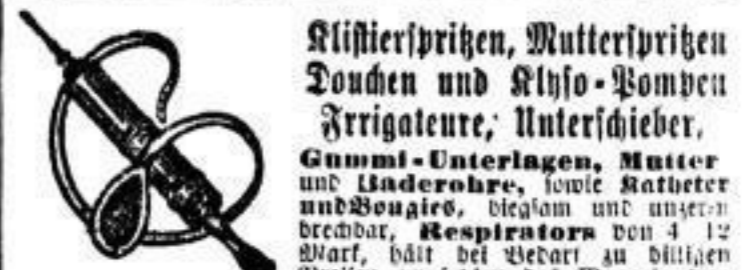 Klistierspritzen, Mutterspritzen
Douchen und Klyso-Pompen
Irrigateure, Unterschieber,
Gummi-Unterlagen, Mutter
und Baderohre, sowie Katheter
und Bougies, biegsam und unzer-
brechbar, Respirators von 4 12
Mark, hält bei Bedarf zu billigen